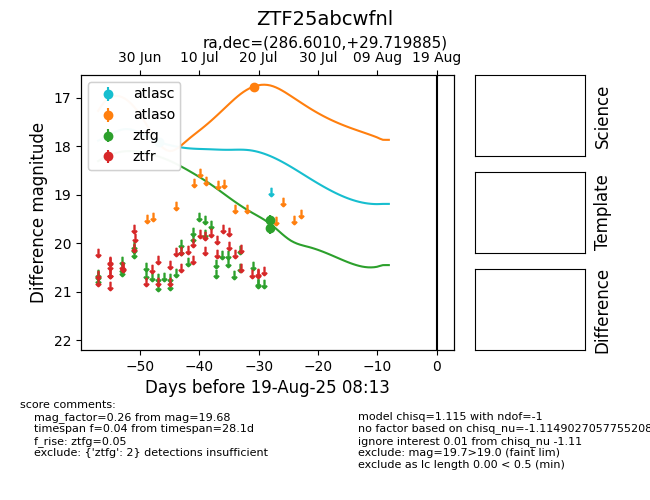 ZTF25abcwfnl
ra,dec=(286.6010,+29.719885)
30 Jun 10 Jul 20 Jul 30 Jul 09 Aug 19 Aug
atlasc
atlaso
ztfg
ztfr
17
18
19
20
21
22
Difference magnitude
−50 −40 −30 −20 −10 0
Days before 19-Aug-25 08:13
Science
Template
Difference
score comments:
mag_factor=0.26 from mag=19.68
timespan f=0.04 from timespan=28.1d
f_rise: ztfg=0.05
exclude: {'ztfg': 2} detections insufficient
model chisq=1.115 with ndof=-1
no factor based on chisq_nu=-1.1149027057755208
ignore interest 0.01 from chisq_nu -1.11
exclude: mag=19.7>19.0 (faint lim)
exclude as lc length 0.00 < 0.5 (min)